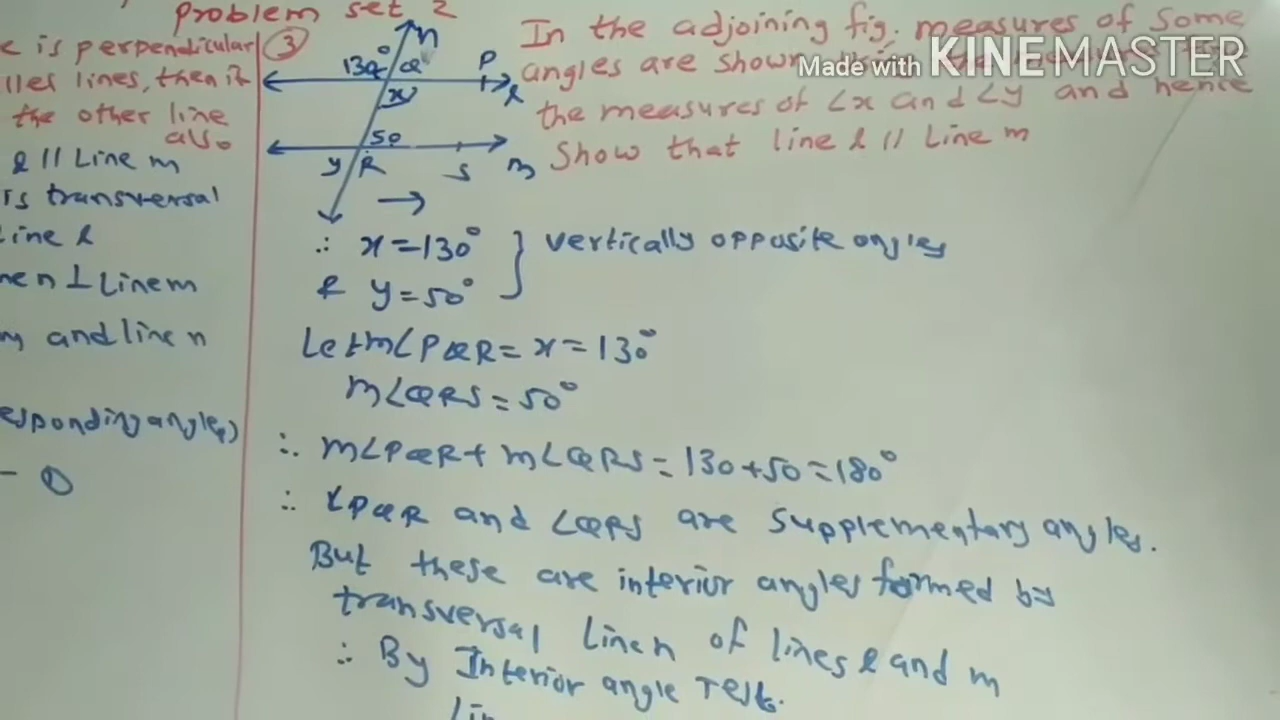 problem set 2
e is perpendicular
lles lines, then it
the other line
also
l // Line m
is transversal
Line l
ne n ⊥ Line m
m and line n
esponding angles)
- ①
③
130°
n
Q
P
l
x
50
y
R
S
m
In the adjoining fig. measures of some
angles are shown
the measures of ∠x and ∠y and hence
Show that line l // Line m
Made with KINEMASTER
∴ x = 130°
& y = 50°
} vertically opposite angles
Let m∠PQR = x = 130°
m∠QRS = 50°
∴ m∠PQR + m∠QRS = 130 + 50 = 180°
∴ ∠PQR and ∠QRS are supplementary angles.
But these are interior angles formed by
transversal Line n of lines l and m
∴ By Interior angle Test.
Lin